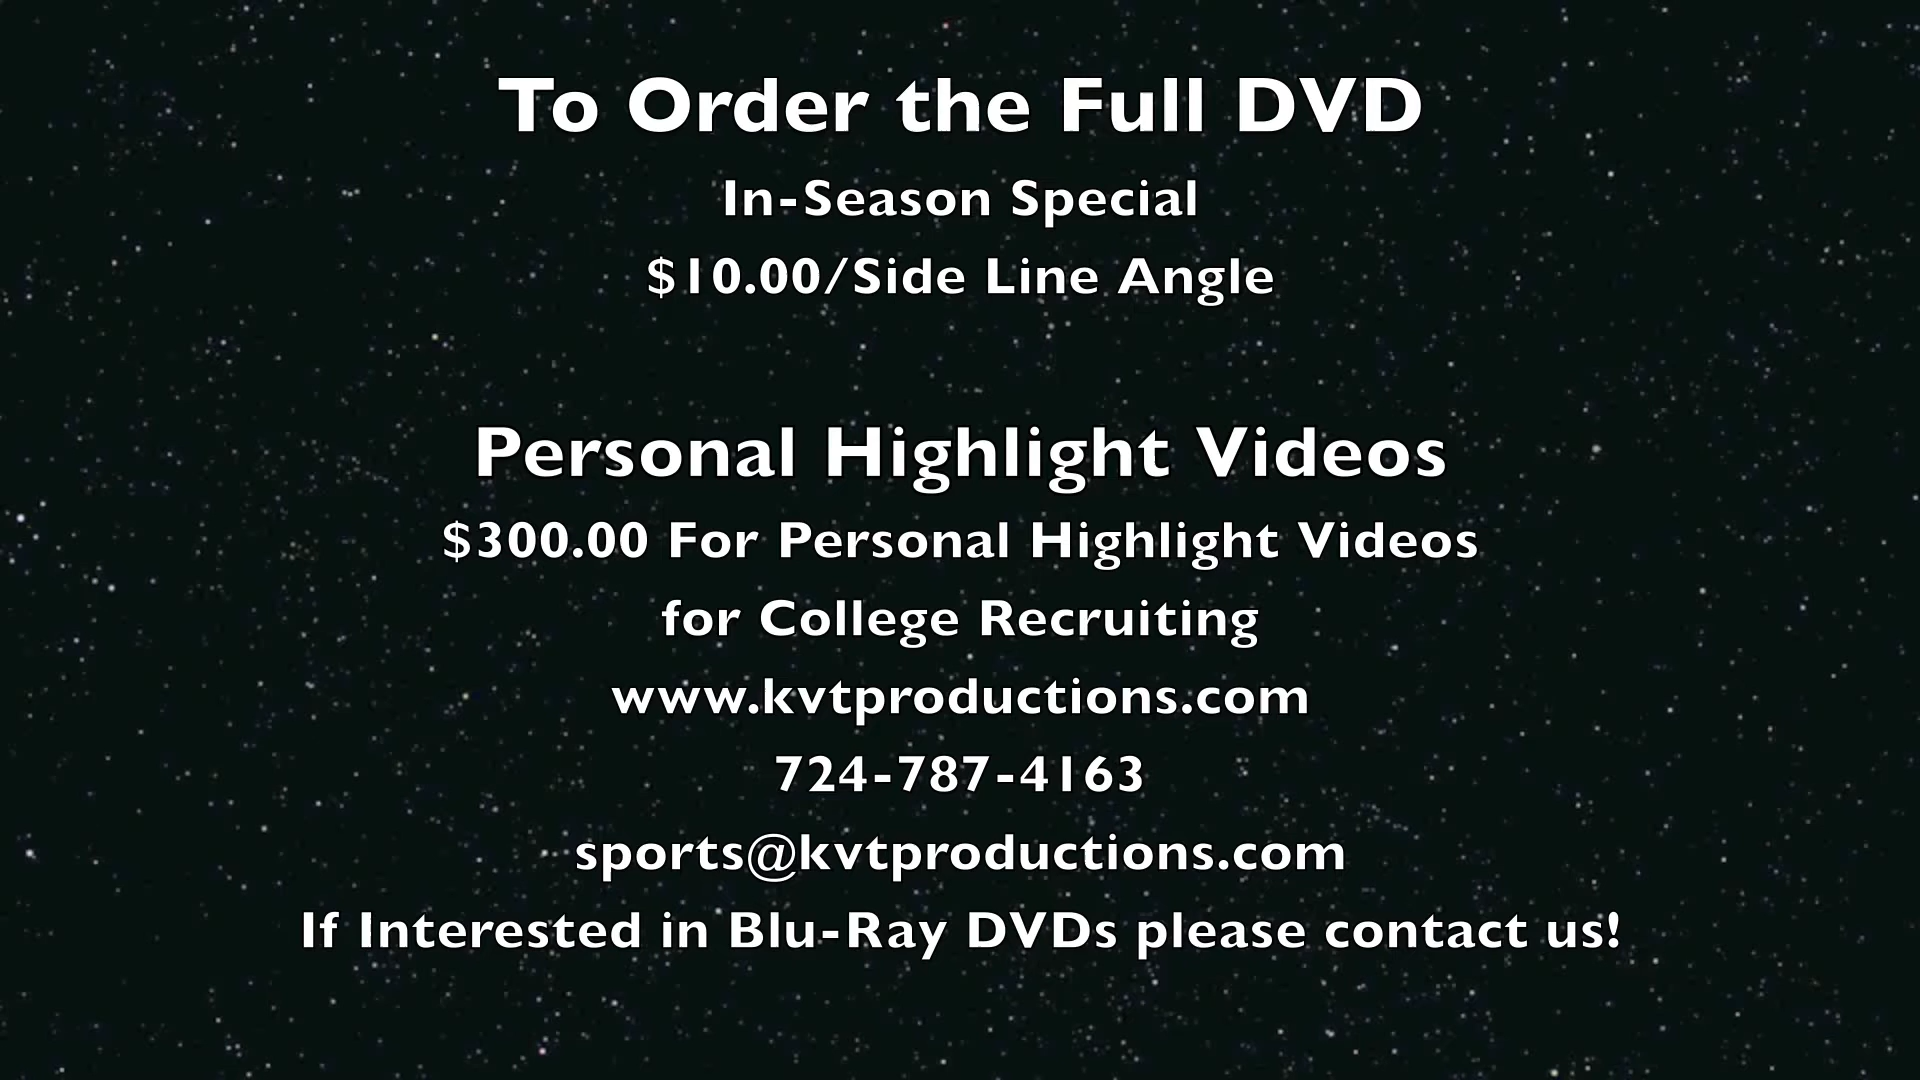 To Order the Full DVD
In-Season Special
$10.00/Side Line Angle
Personal Highlight Videos
$300.00 For Personal Highlight Videos
for College Recruiting
www.kvtproductions.com
724-787-4163
sports@kvtproductions.com
If Interested in Blu-Ray DVDs please contact us!